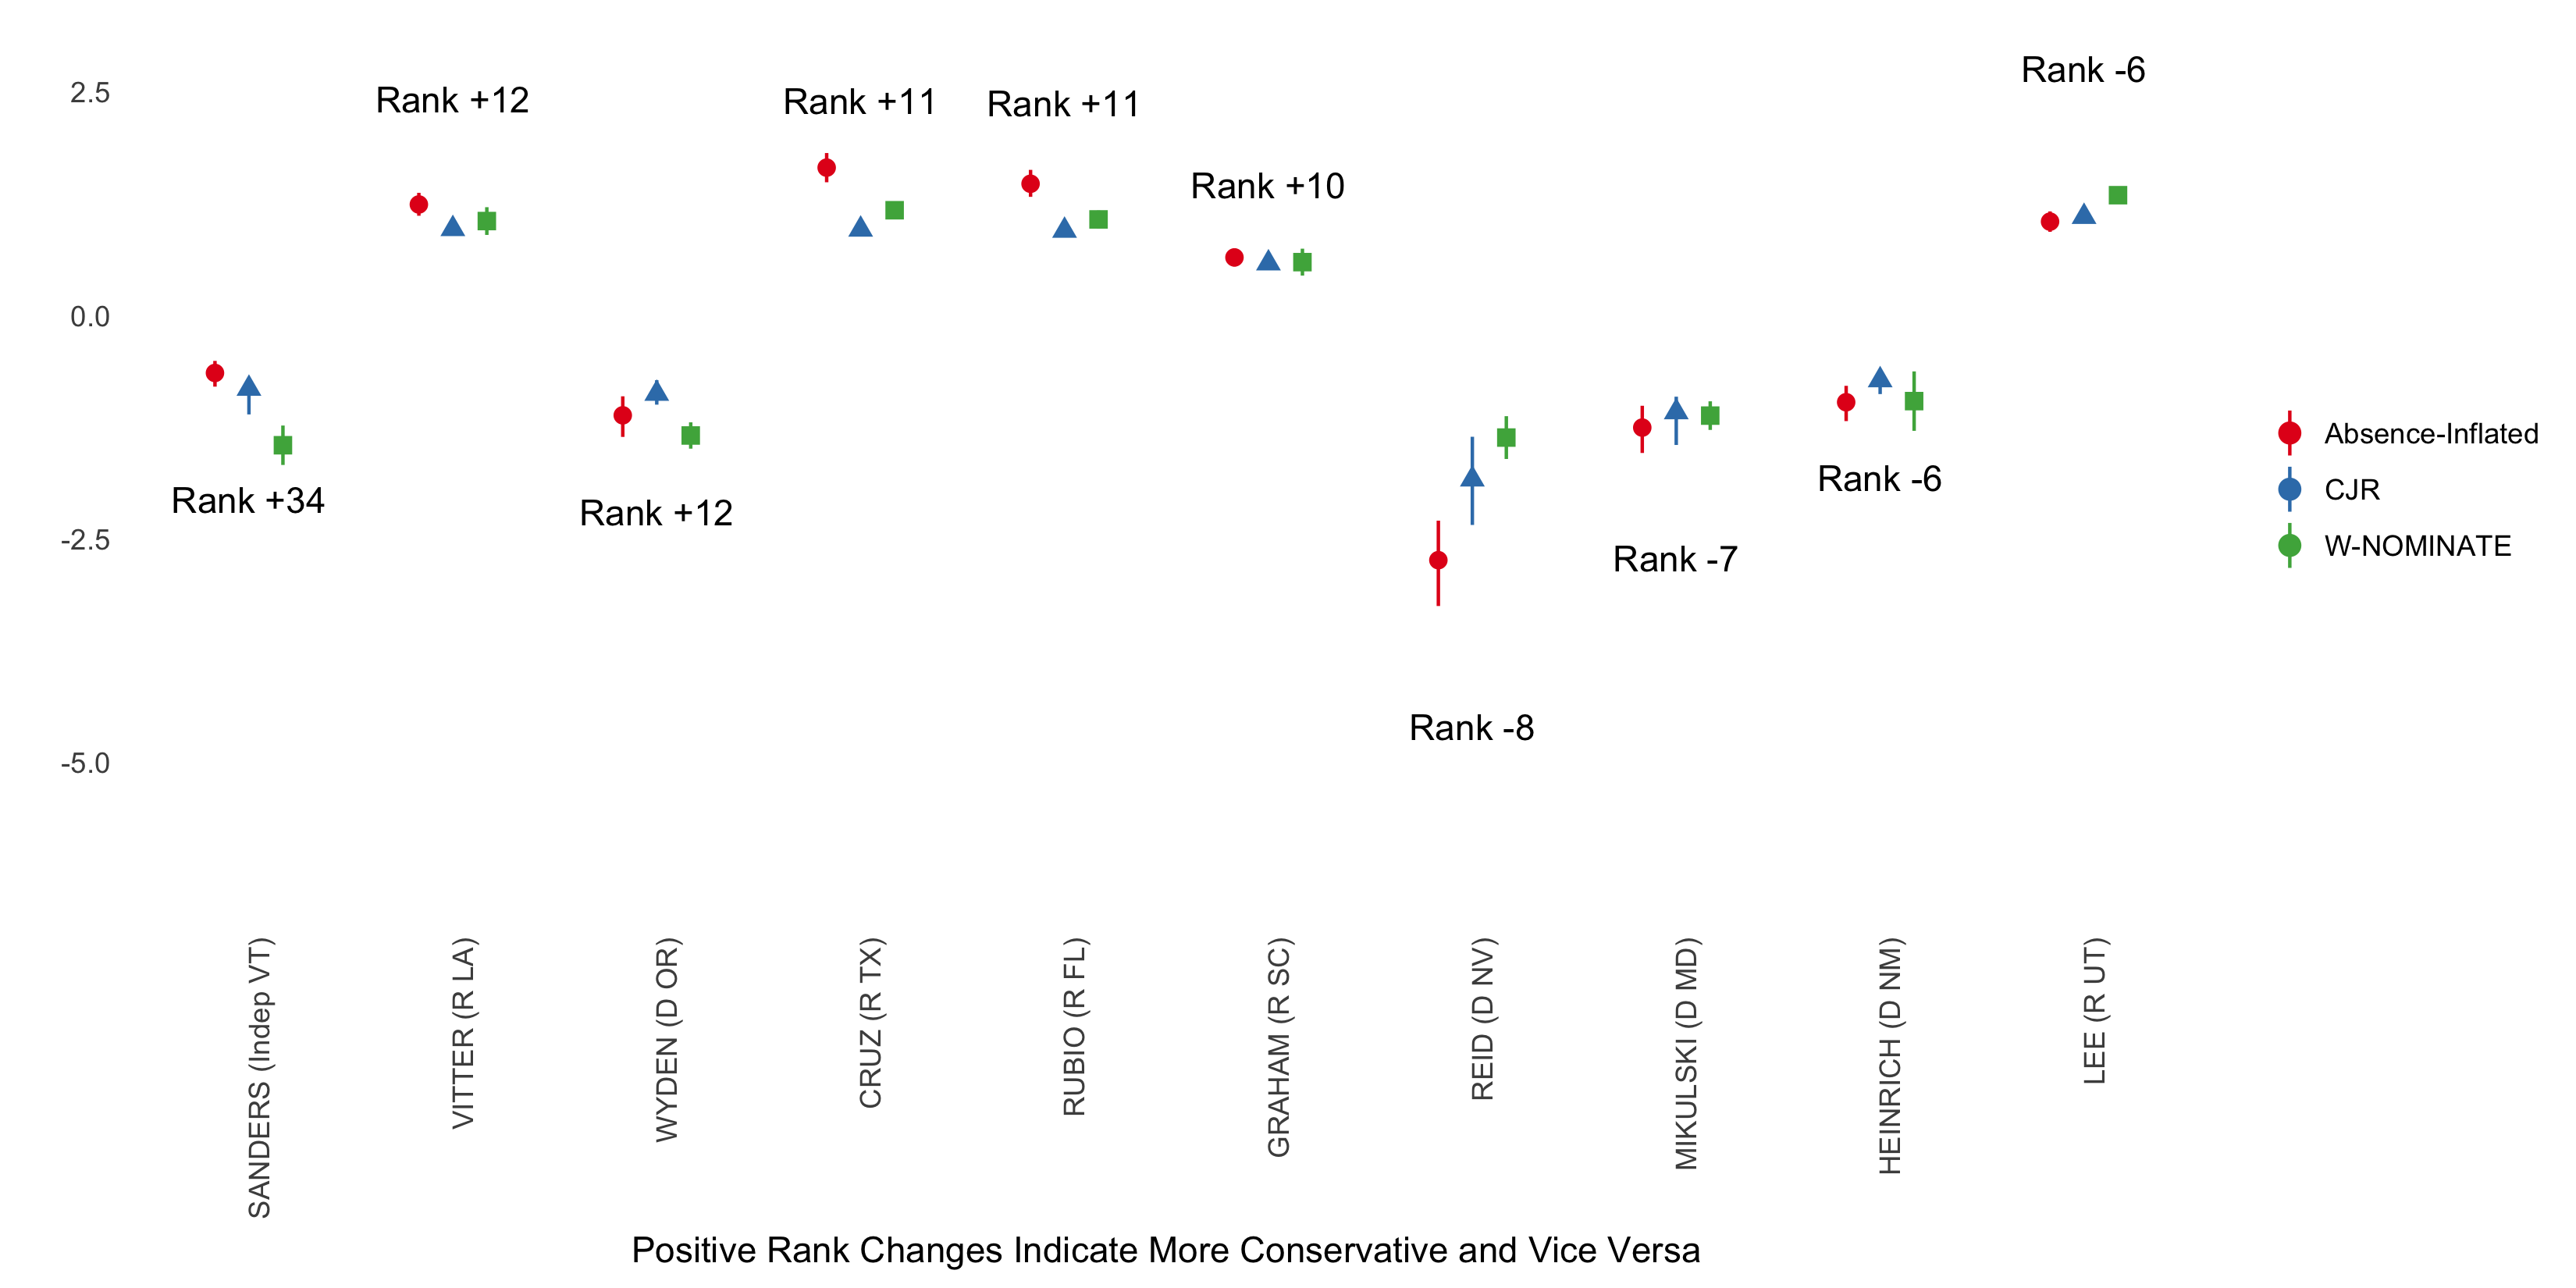 Rank -6
2.5
Rank +12
Rank +11
Rank +11
Rank +10
0.0
Absence-Inflated
Rank -6
CJR
Rank +34
Rank +12
-2.5
W-NOMINATE
Rank -7
Rank -8
-5.0
SANDERS (Indep VT)
VITTER (R LA)
WYDEN (D OR)
CRUZ (R TX)
RUBIO (R FL)
GRAHAM (R SC)
REID (D NV)
MIKULSKI (D MD)
HEINRICH (D NM)
LEE (R UT)
Positive Rank Changes Indicate More Conservative and Vice Versa